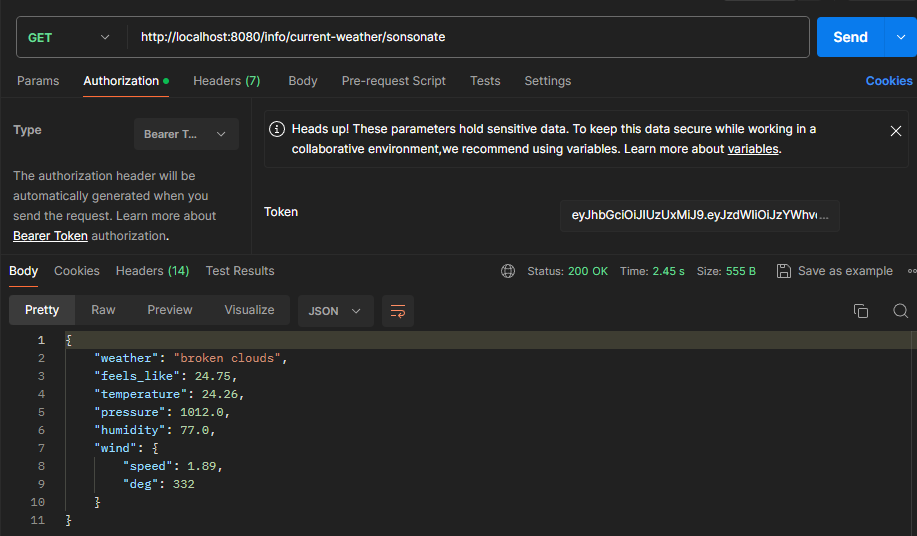 GET http://localhost:8080/info/current-weather/sonsonate Send
Params Authorization Headers (7) Body Pre-request Script Tests Settings Cookies
Type Bearer T...
The authorization header will be
automatically generated when you
send the request. Learn more about
Bearer Token authorization.
Heads up! These parameters hold sensitive data. To keep this data secure while working in a
collaborative environment,we recommend using variables. Learn more about variables.
Token eyJhbGciOiJIUzUxMiJ9.eyJzdWIiOiJzYWhv...
Body Cookies Headers (14) Test Results Status: 200 OK Time: 2.45 s Size: 555 B Save as example
Pretty Raw Preview Visualize JSON
1 {
2 "weather": "broken clouds",
3 "feels_like": 24.75,
4 "temperature": 24.26,
5 "pressure": 1012.0,
6 "humidity": 77.0,
7 "wind": {
8 "speed": 1.89,
9 "deg": 332
10 }
11 }